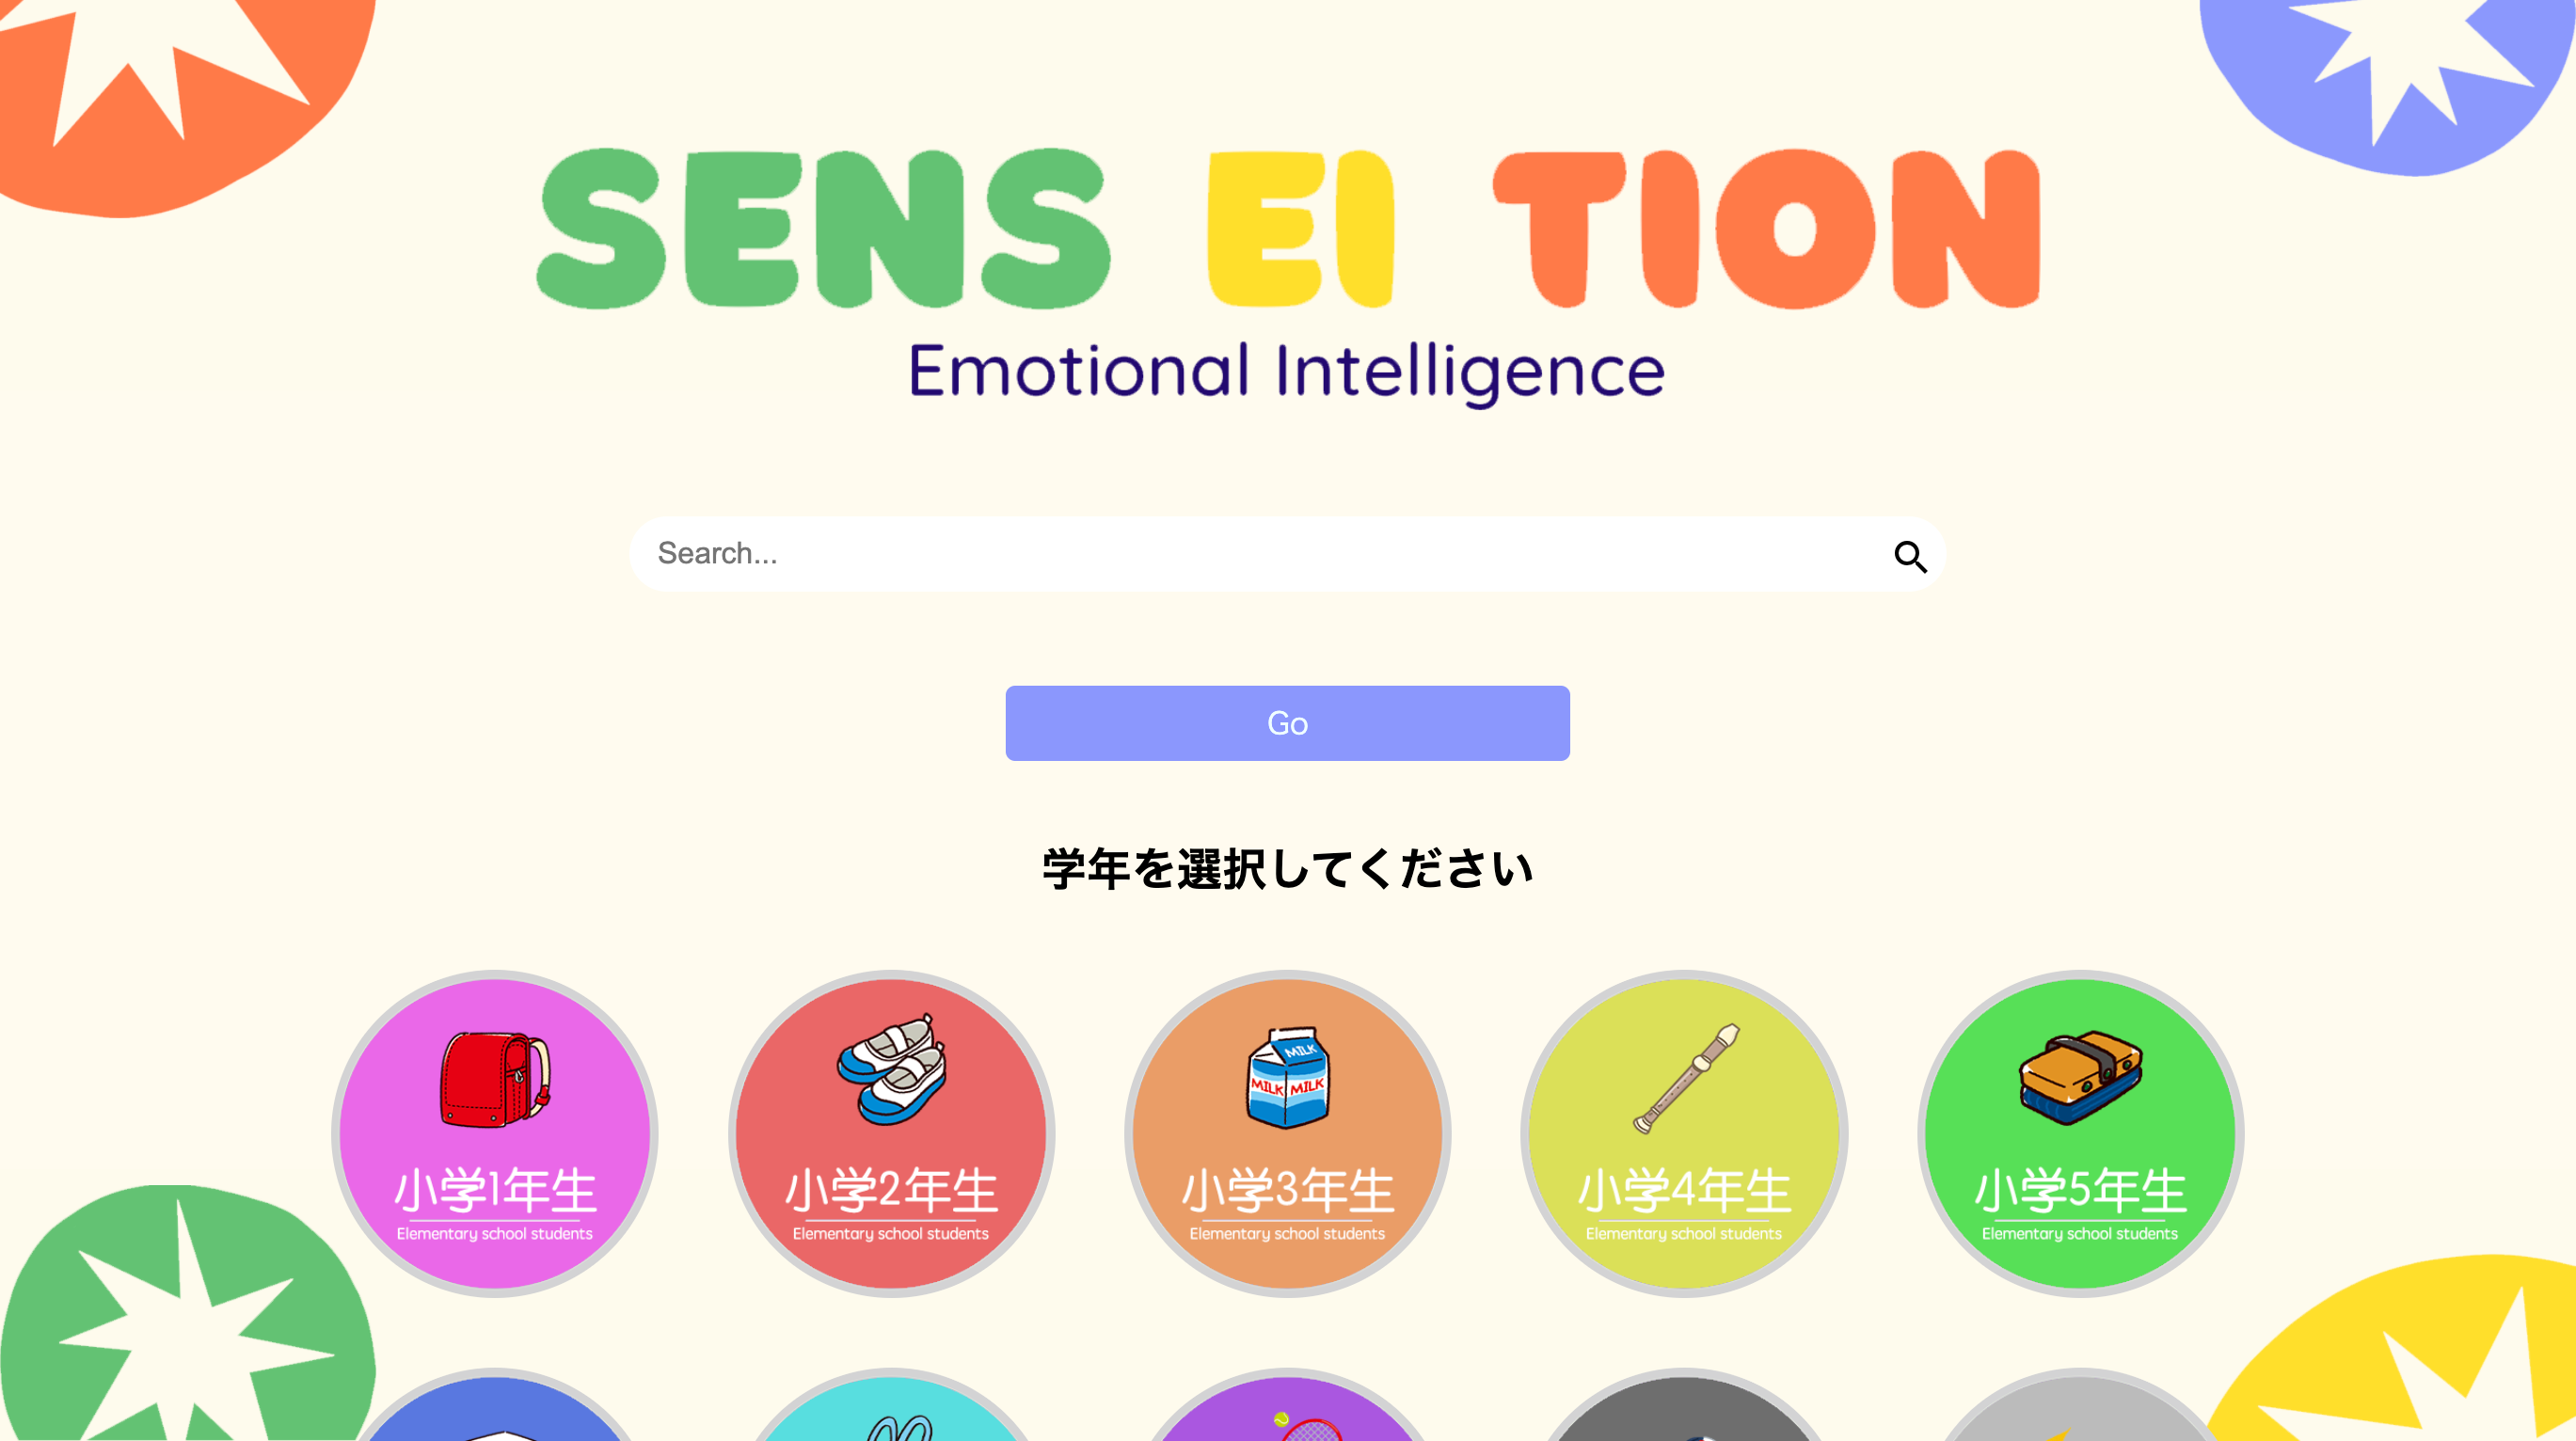 SENS EI TION
Emotional Intelligence
Search...
Go
学年を選択してください
MILK
MILK MILK
小学1年生
Elementary school students
小学2年生
Elementary school students
小学3年生
Elementary school students
小学4年生
Elementary school students
小学5年生
Elementary school students